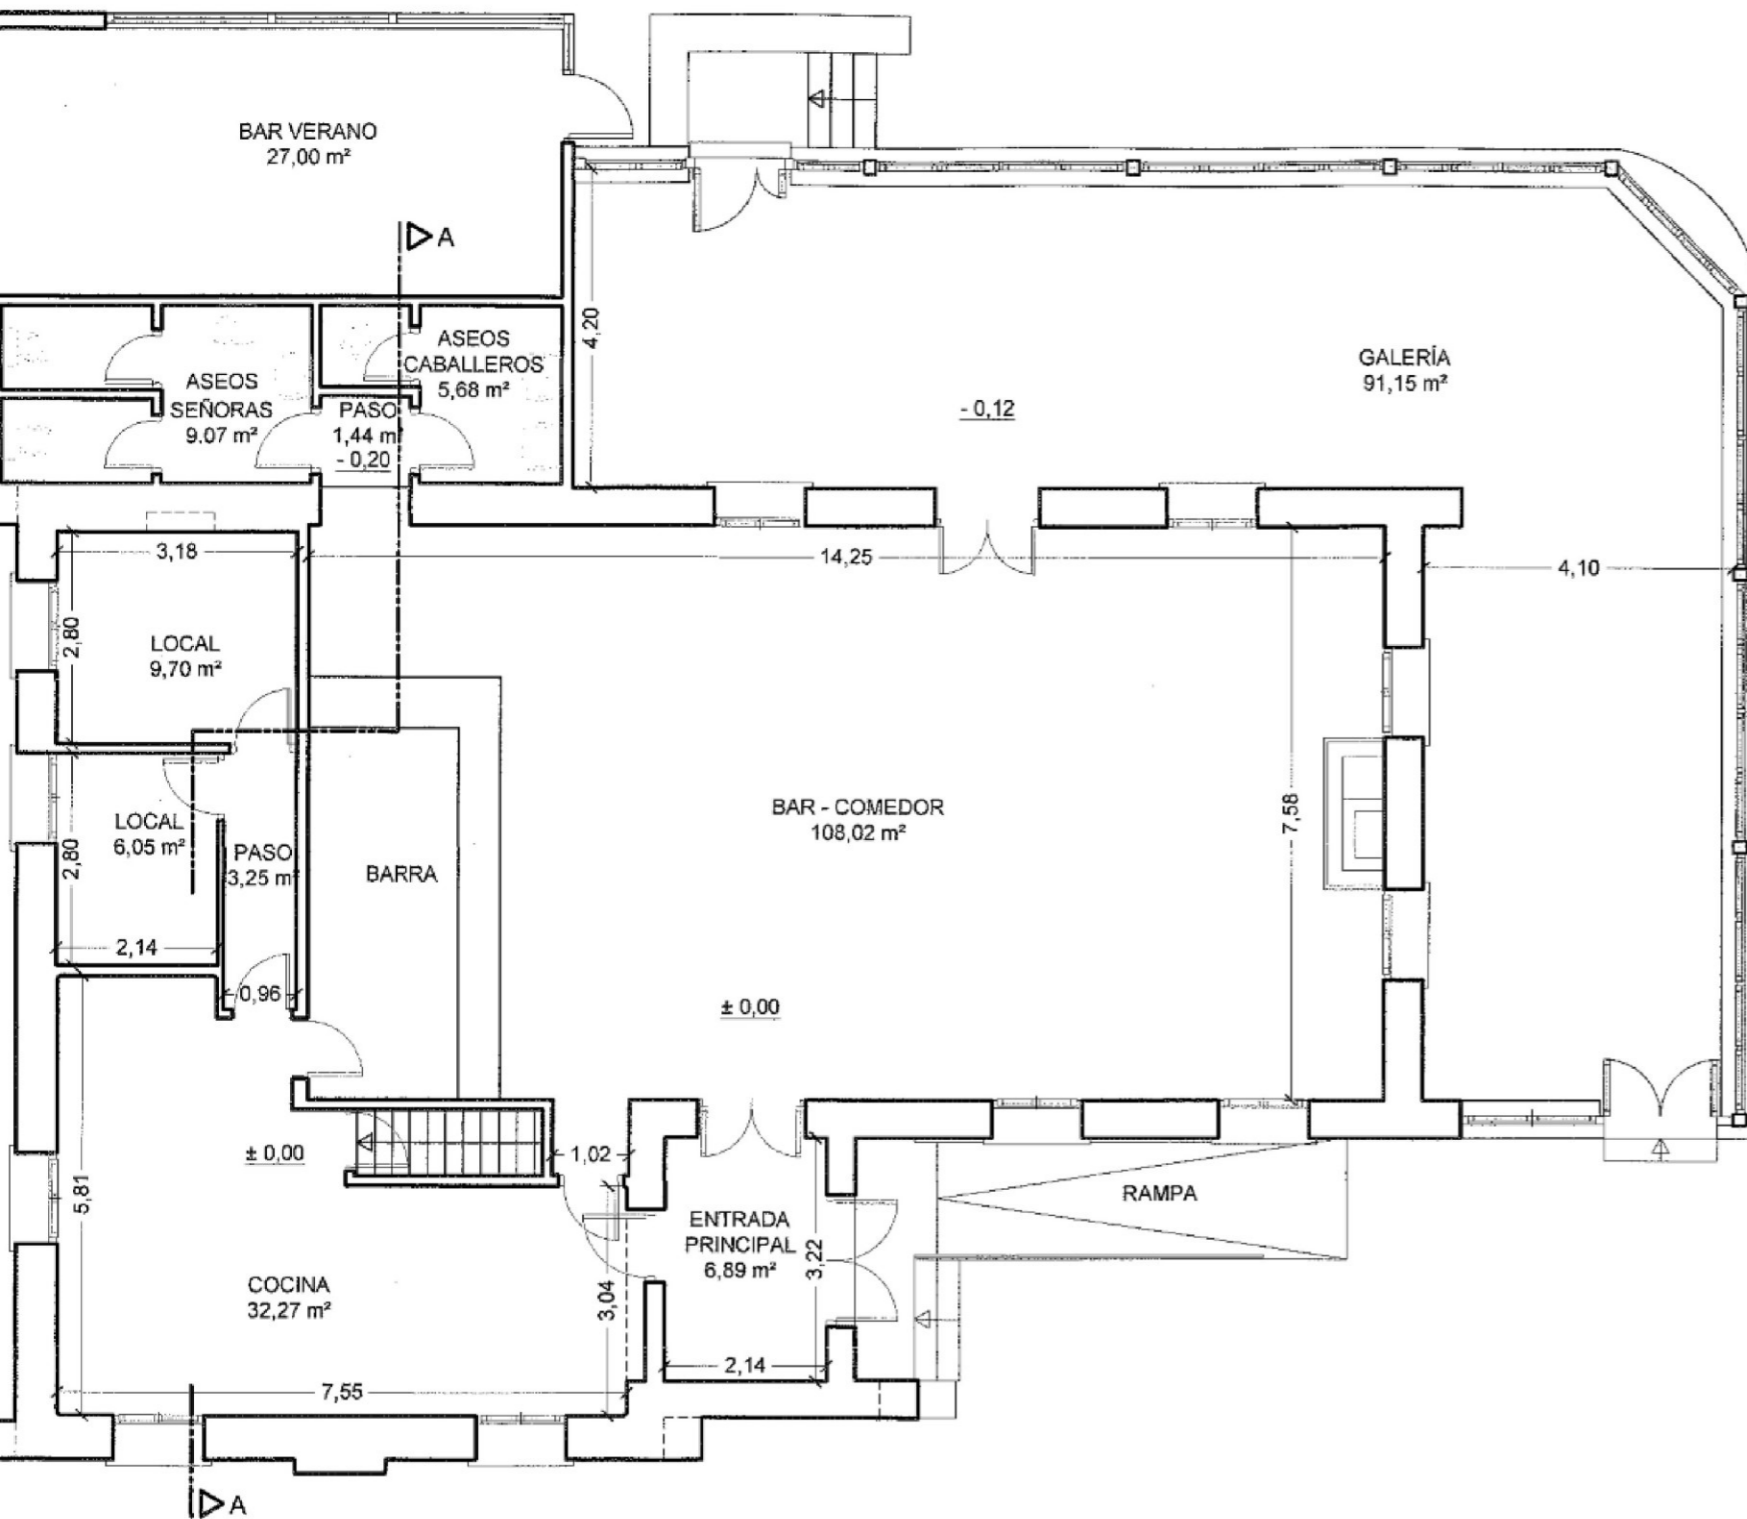 BAR VERANO
27,00 m²
A
ASEOS
CABALLEROS
5,68 m²
ASEOS
SEÑORAS
9,07 m²
PASO
1,44 m
- 0,20
4,20
GALERÍA
91,15 m²
- 0,12
3,18
14,25
4,10
2,80
LOCAL
9,70 m²
LOCAL
6,05 m²
2,80
PASO
3,25 m²
BARRA
BAR - COMEDOR
108,02 m²
7,58
2,14
0,96
± 0,00
± 0,00
1,02
5,81
RAMPA
ENTRADA
PRINCIPAL
6,89 m²
3,22
COCINA
32,27 m²
3,04
2,14
7,55
A